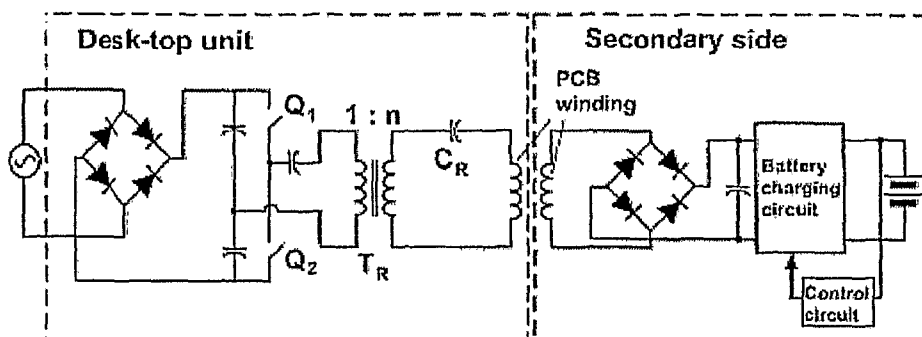 Desk-top unit
Secondary side
PCB
winding
Q1
1 : n
CR
Q2
TR
Battery
charging
circuit
Control
circuit